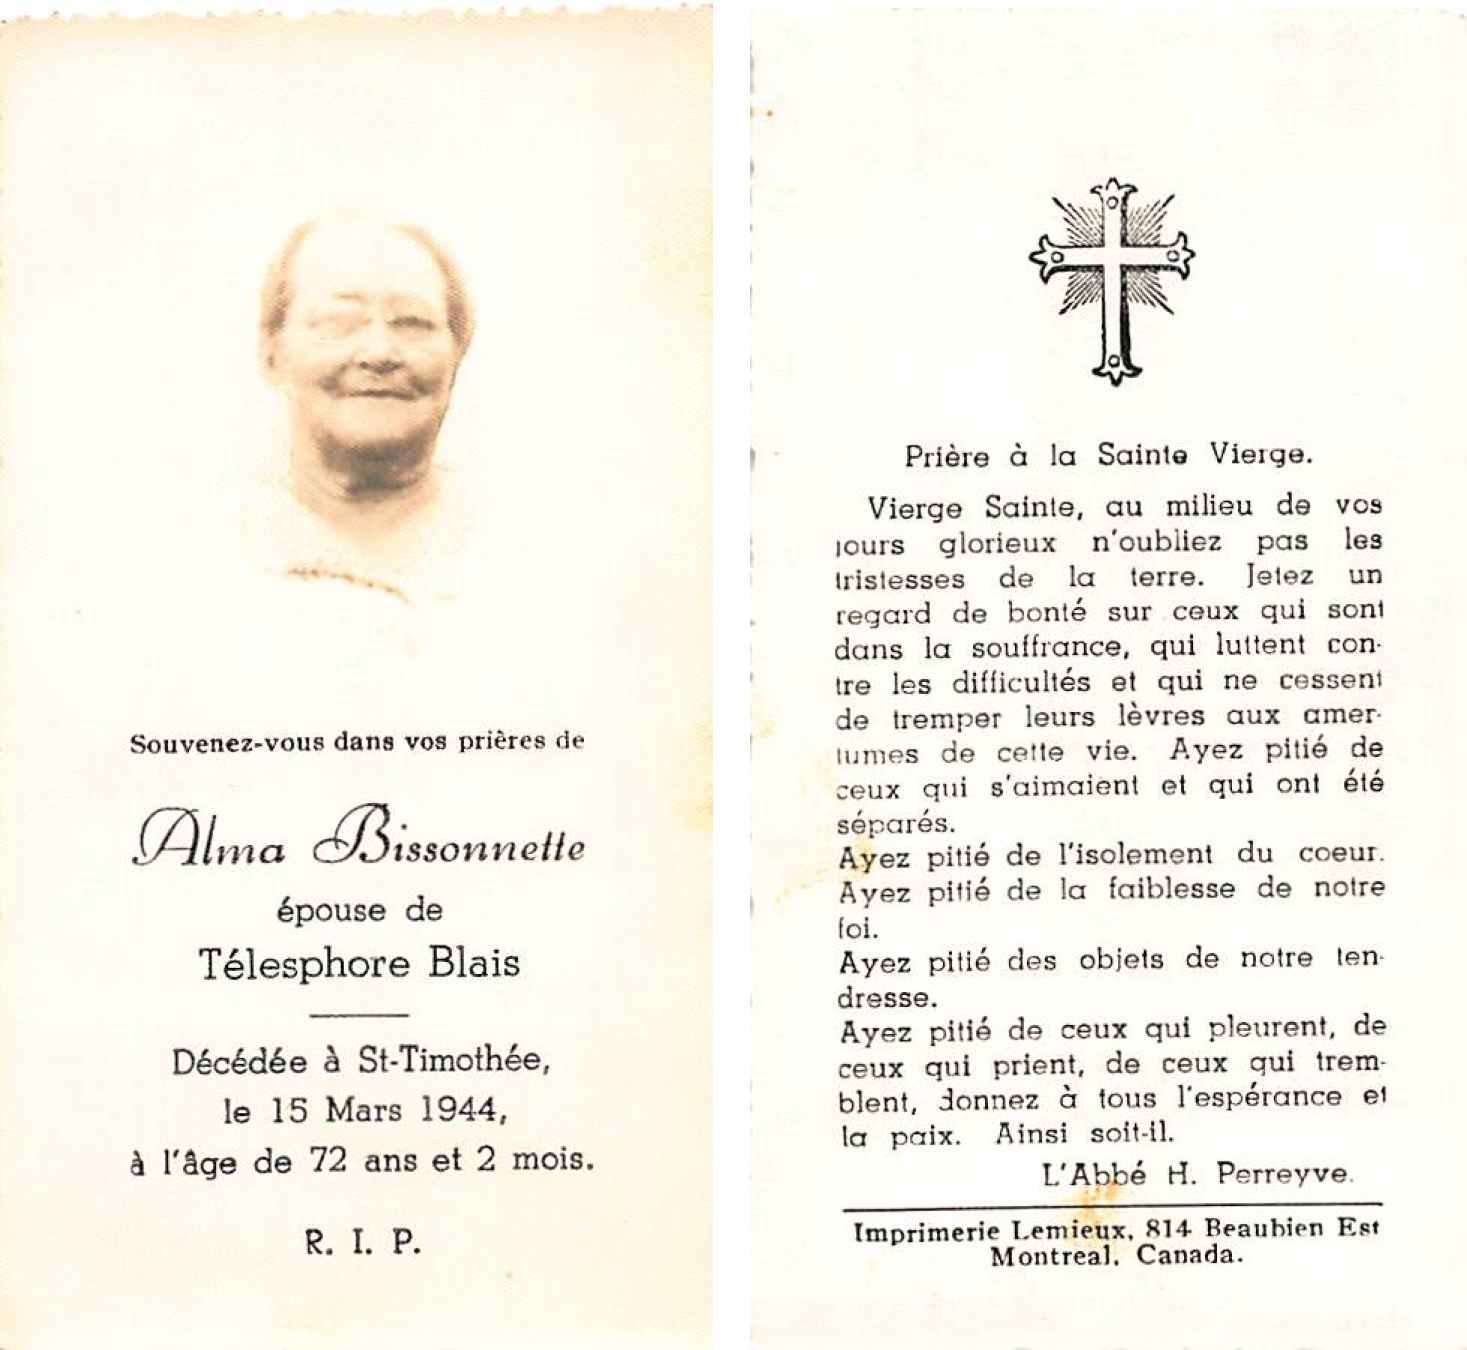 Souvenez-vous dans vos prières de
Alma Bissonnette
épouse de
Télesphore Blais
Décédée à St-Timothée,
le 15 Mars 1944,
à l'âge de 72 ans et 2 mois.
R. I. P.
Prière à la Sainte Vierge.
Vierge Sainte, au milieu de vos
jours glorieux n'oubliez pas les
tristesses de la terre. Jetez un
regard de bonté sur ceux qui sont
dans la souffrance, qui luttent con-
tre les difficultés et qui ne cessent
de tremper leurs lèvres aux amer-
tumes de cette vie. Ayez pitié de
ceux qui s'aimaient et qui ont été
séparés.
Ayez pitié de l'isolement du coeur.
Ayez pitié de la faiblesse de notre
foi.
Ayez pitié des objets de notre ten-
dresse.
Ayez pitié de ceux qui pleurent, de
ceux qui prient, de ceux qui trem-
blent, donnez à tous l'espérance et
la paix. Ainsi soit-il.
L'Abbé H. Perreyve.
Imprimerie Lemieux, 814 Beaubien Est
Montreal, Canada.